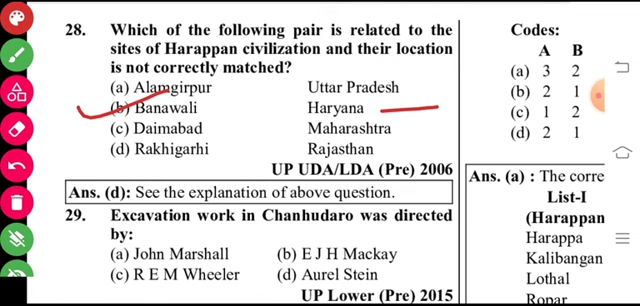 28. Which of the following pair is related to the
sites of Harappan civilization and their location
is not correctly matched?
(a) Alamgirpur Uttar Pradesh
(b) Banawali Haryana
(c) Daimabad Maharashtra
(d) Rakhigarhi Rajasthan
UP UDA/LDA (Pre) 2006
Ans. (d): See the explanation of above question.
29. Excavation work in Chanhudaro was directed
by:
(a) John Marshall (b) E J H Mackay
(c) R E M Wheeler (d) Aurel Stein
UP Lower (Pre) 2015
Codes:
A B
(a) 3 2
(b) 2 1
(c) 1 2
(d) 2 1
Ans. (a) : The corre
List-I
(Harappan
Harappa
Kalibangan
Lothal
Ropar